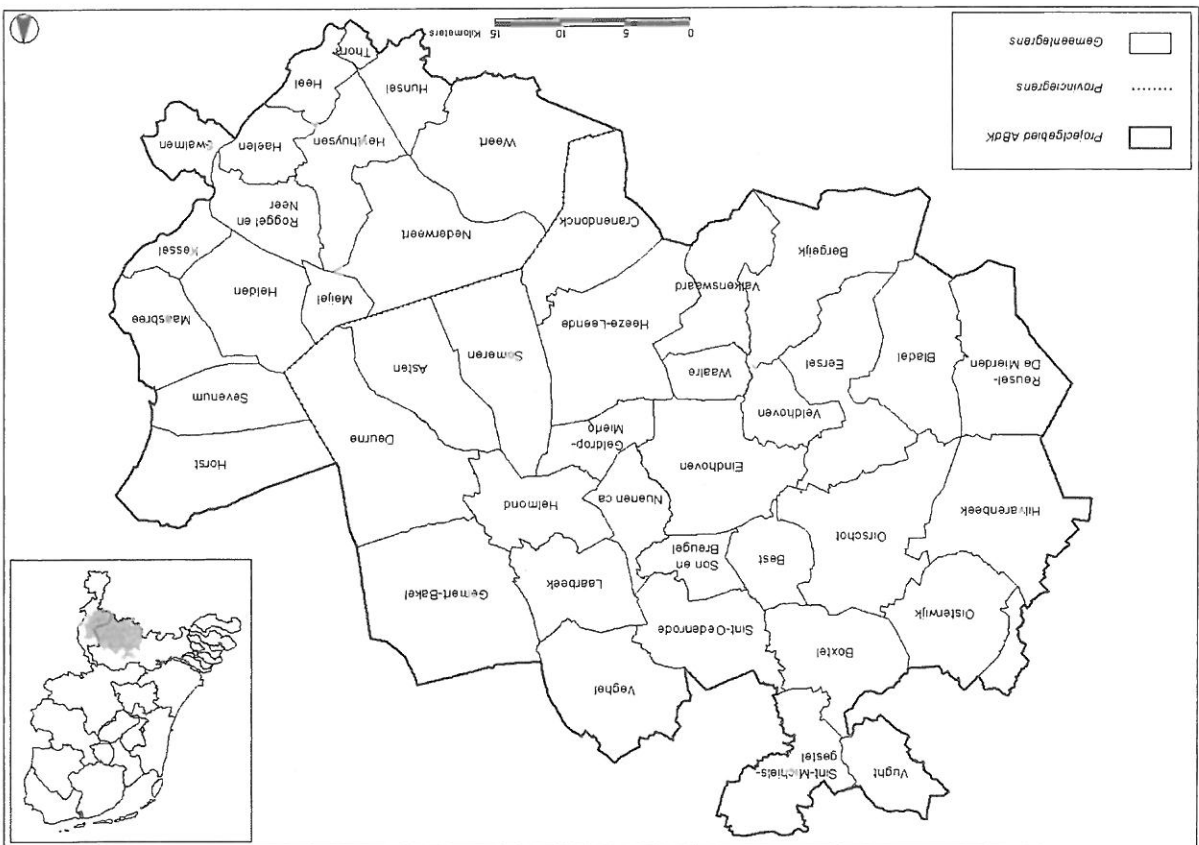 Vught
Sint-Michiels-
gestel
Veghel
Boxtel
Sint-Oedenrode
Oisterwijk
Gemert-Bakel
Laarbeek
Son en
Breugel
Best
Oirschot
Hilvarenbeek
Nuenen ca
Helmond
Eindhoven
Horst
Geldrop-
Mierlo
Deurne
Veldhoven
Sevenum
Reusel-
De Mierden
Bladel
Eersel
Waalre
Asten
Someren
Heeze-Leende
Maasbree
Helden
Meijel
Valkenswaard
Bergeijk
Kessel
Nederweert
Cranendonck
Roggel en
Neer
Swalmen
Haelen
Heythuysen
Weert
Heel
Hunsel
Thorn
Projectgebied ABdK
Provinciegrens
Gemeentegrens
0 5 10 15
Kilometers